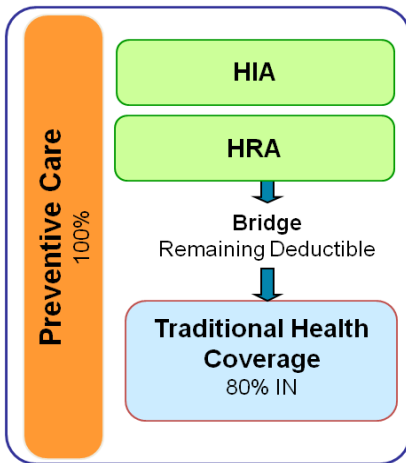 Preventive Care
100%
HIA
HRA
Bridge
Remaining Deductible
Traditional Health
Coverage
80% IN